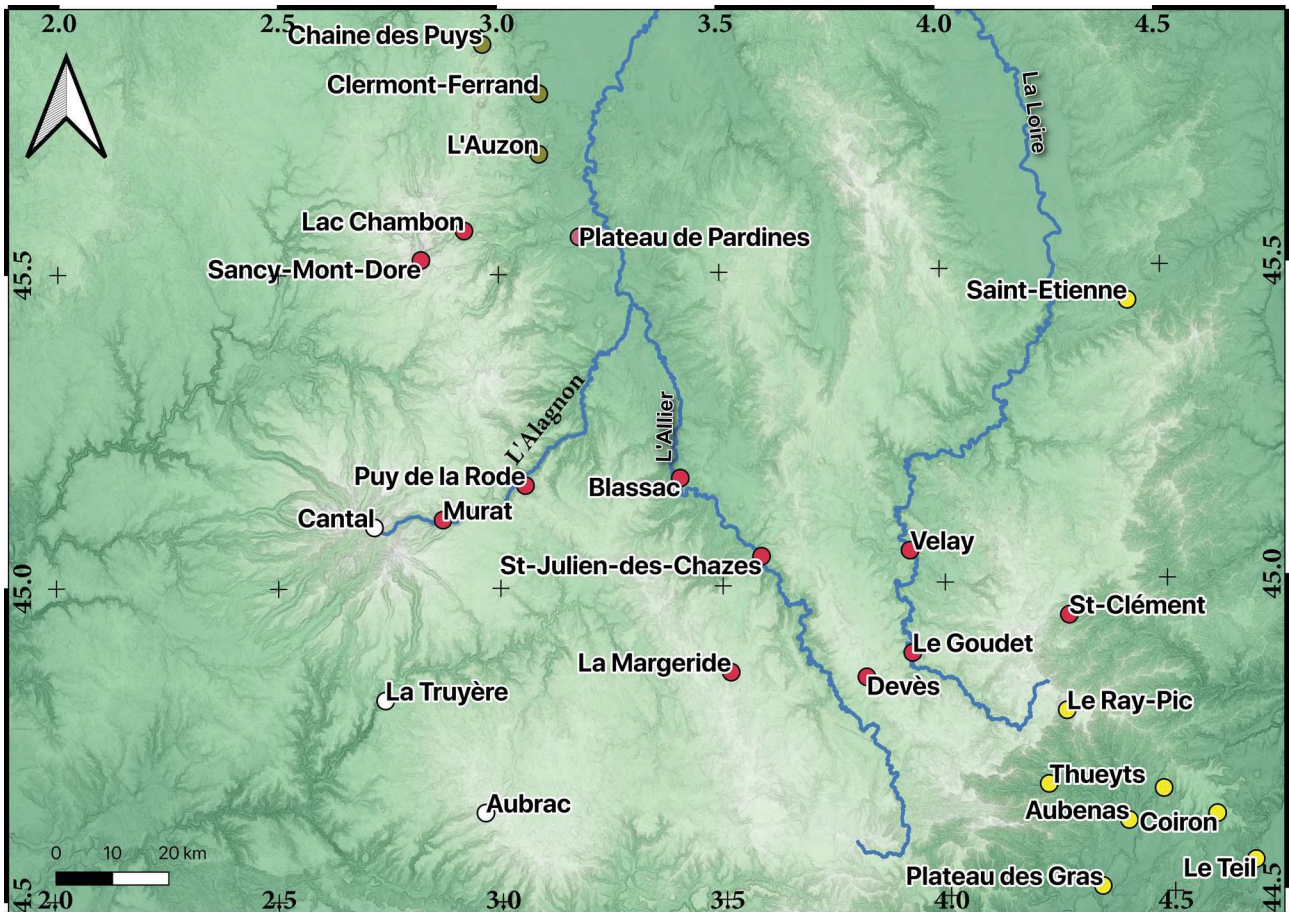 2.0
2.5
3.0
3.5
4.0
4.5
Chaine des Puys
Clermont-Ferrand
La Loire
L'Auzon
Lac Chambon
Plateau de Pardines
Sancy-Mont-Dore
45.5
45.5
Saint-Etienne
L'Alagnon
L'Allier
Puy de la Rode
Blassac
Murat
Cantal
Velay
St-Julien-des-Chazes
45.0
45.0
St-Clément
Le Goudet
La Margeride
Devès
La Truyère
Le Ray-Pic
Thueyts
Aubrac
Aubenas
Coiron
0 10 20 km
Le Teil
Plateau des Gras
44.5
2.0
2.5
3.0
3.5
4.0
4.5